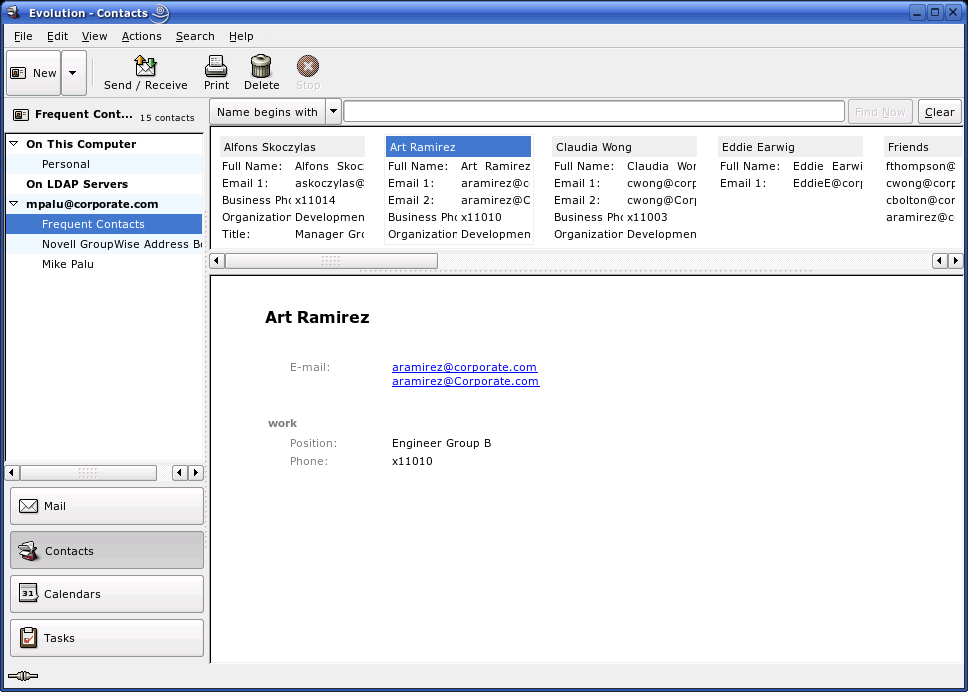 Evolution - Contacts
File Edit View Actions Search Help
New Send / Receive Print Delete Stop
Frequent Cont... 15 contacts
Name begins with Find Now Clear
On This Computer
Personal
On LDAP Servers
mpalu@corporate.com
Frequent Contacts
Novell GroupWise Address Bo
Mike Palu
Alfons Skoczylas
Full Name: Alfons Skoc
Email 1: askoczylas@
Business Phc x11014
Organization Developmen
Title: Manager Gro
Art Ramirez
Full Name: Art Ramirez
Email 1: aramirez@c
Email 2: aramirez@C
Business Phc x11010
Organization Developmen
Claudia Wong
Full Name: Claudia Wor
Email 1: cwong@corp
Email 2: cwong@Corp
Business Phc x11003
Organization Developmen
Eddie Earwig
Full Name: Eddie Earwi
Email 1: EddieE@corp
Friends
fthompson@
cwong@corp
cbolton@cor
aramirez@c
Art Ramirez
E-mail: aramirez@corporate.com
aramirez@Corporate.com
work
Position: Engineer Group B
Phone: x11010
Mail
Contacts
31 Calendars
Tasks